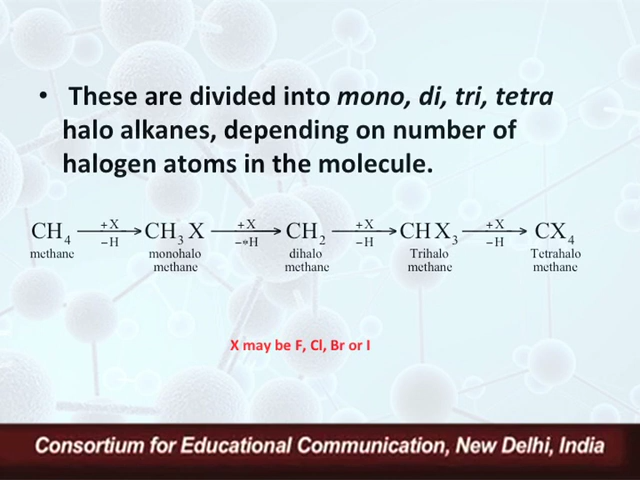 • These are divided into mono, di, tri, tetra
halo alkanes, depending on number of
halogen atoms in the molecule.
+X +X +X +X
CH₄ ⟶ CH₃X ⟶ CH₂ ⟶ CHX₃ ⟶ CX₄
−H −*H −H −H
methane monohalo dihalo Trihalo Tetrahalo
methane methane methane methane
X may be F, Cl, Br or I
Consortium for Educational Communication, New Delhi, India